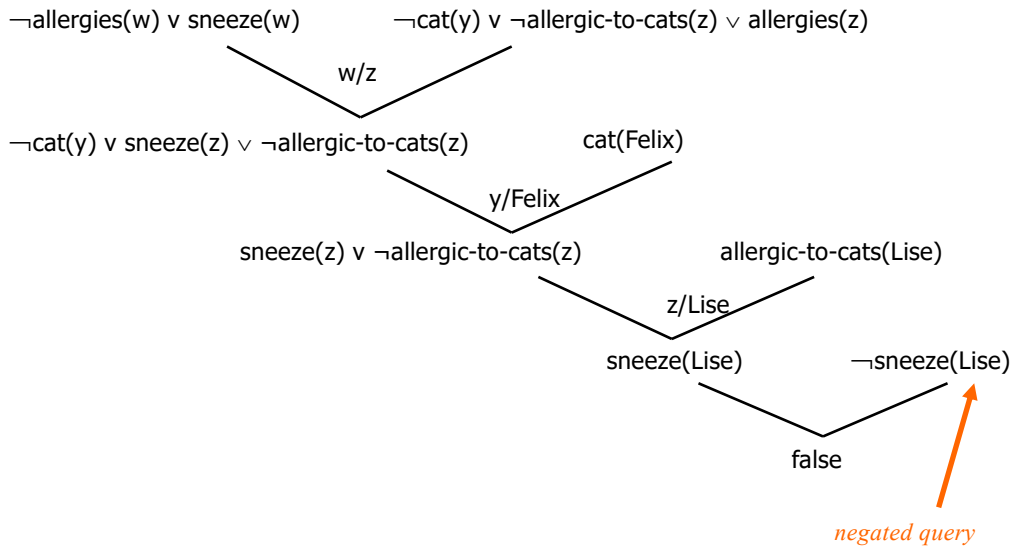 ¬allergies(w) v sneeze(w) ¬cat(y) v ¬allergic-to-cats(z) ∨ allergies(z)
w/z
¬cat(y) v sneeze(z) ∨ ¬allergic-to-cats(z) cat(Felix)
y/Felix
sneeze(z) v ¬allergic-to-cats(z) allergic-to-cats(Lise)
z/Lise
sneeze(Lise) ¬sneeze(Lise)
false
negated query